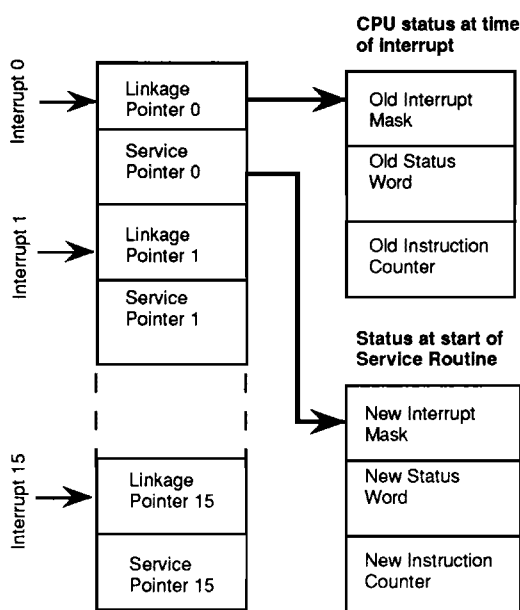 CPU status at time
of interrupt
Interrupt 0
Linkage
Pointer 0
Service
Pointer 0
Interrupt 1
Linkage
Pointer 1
Service
Pointer 1
Interrupt 15
Linkage
Pointer 15
Service
Pointer 15
Old Interrupt
Mask
Old Status
Word
Old Instruction
Counter
Status at start of
Service Routine
New Interrupt
Mask
New Status
Word
New Instruction
Counter